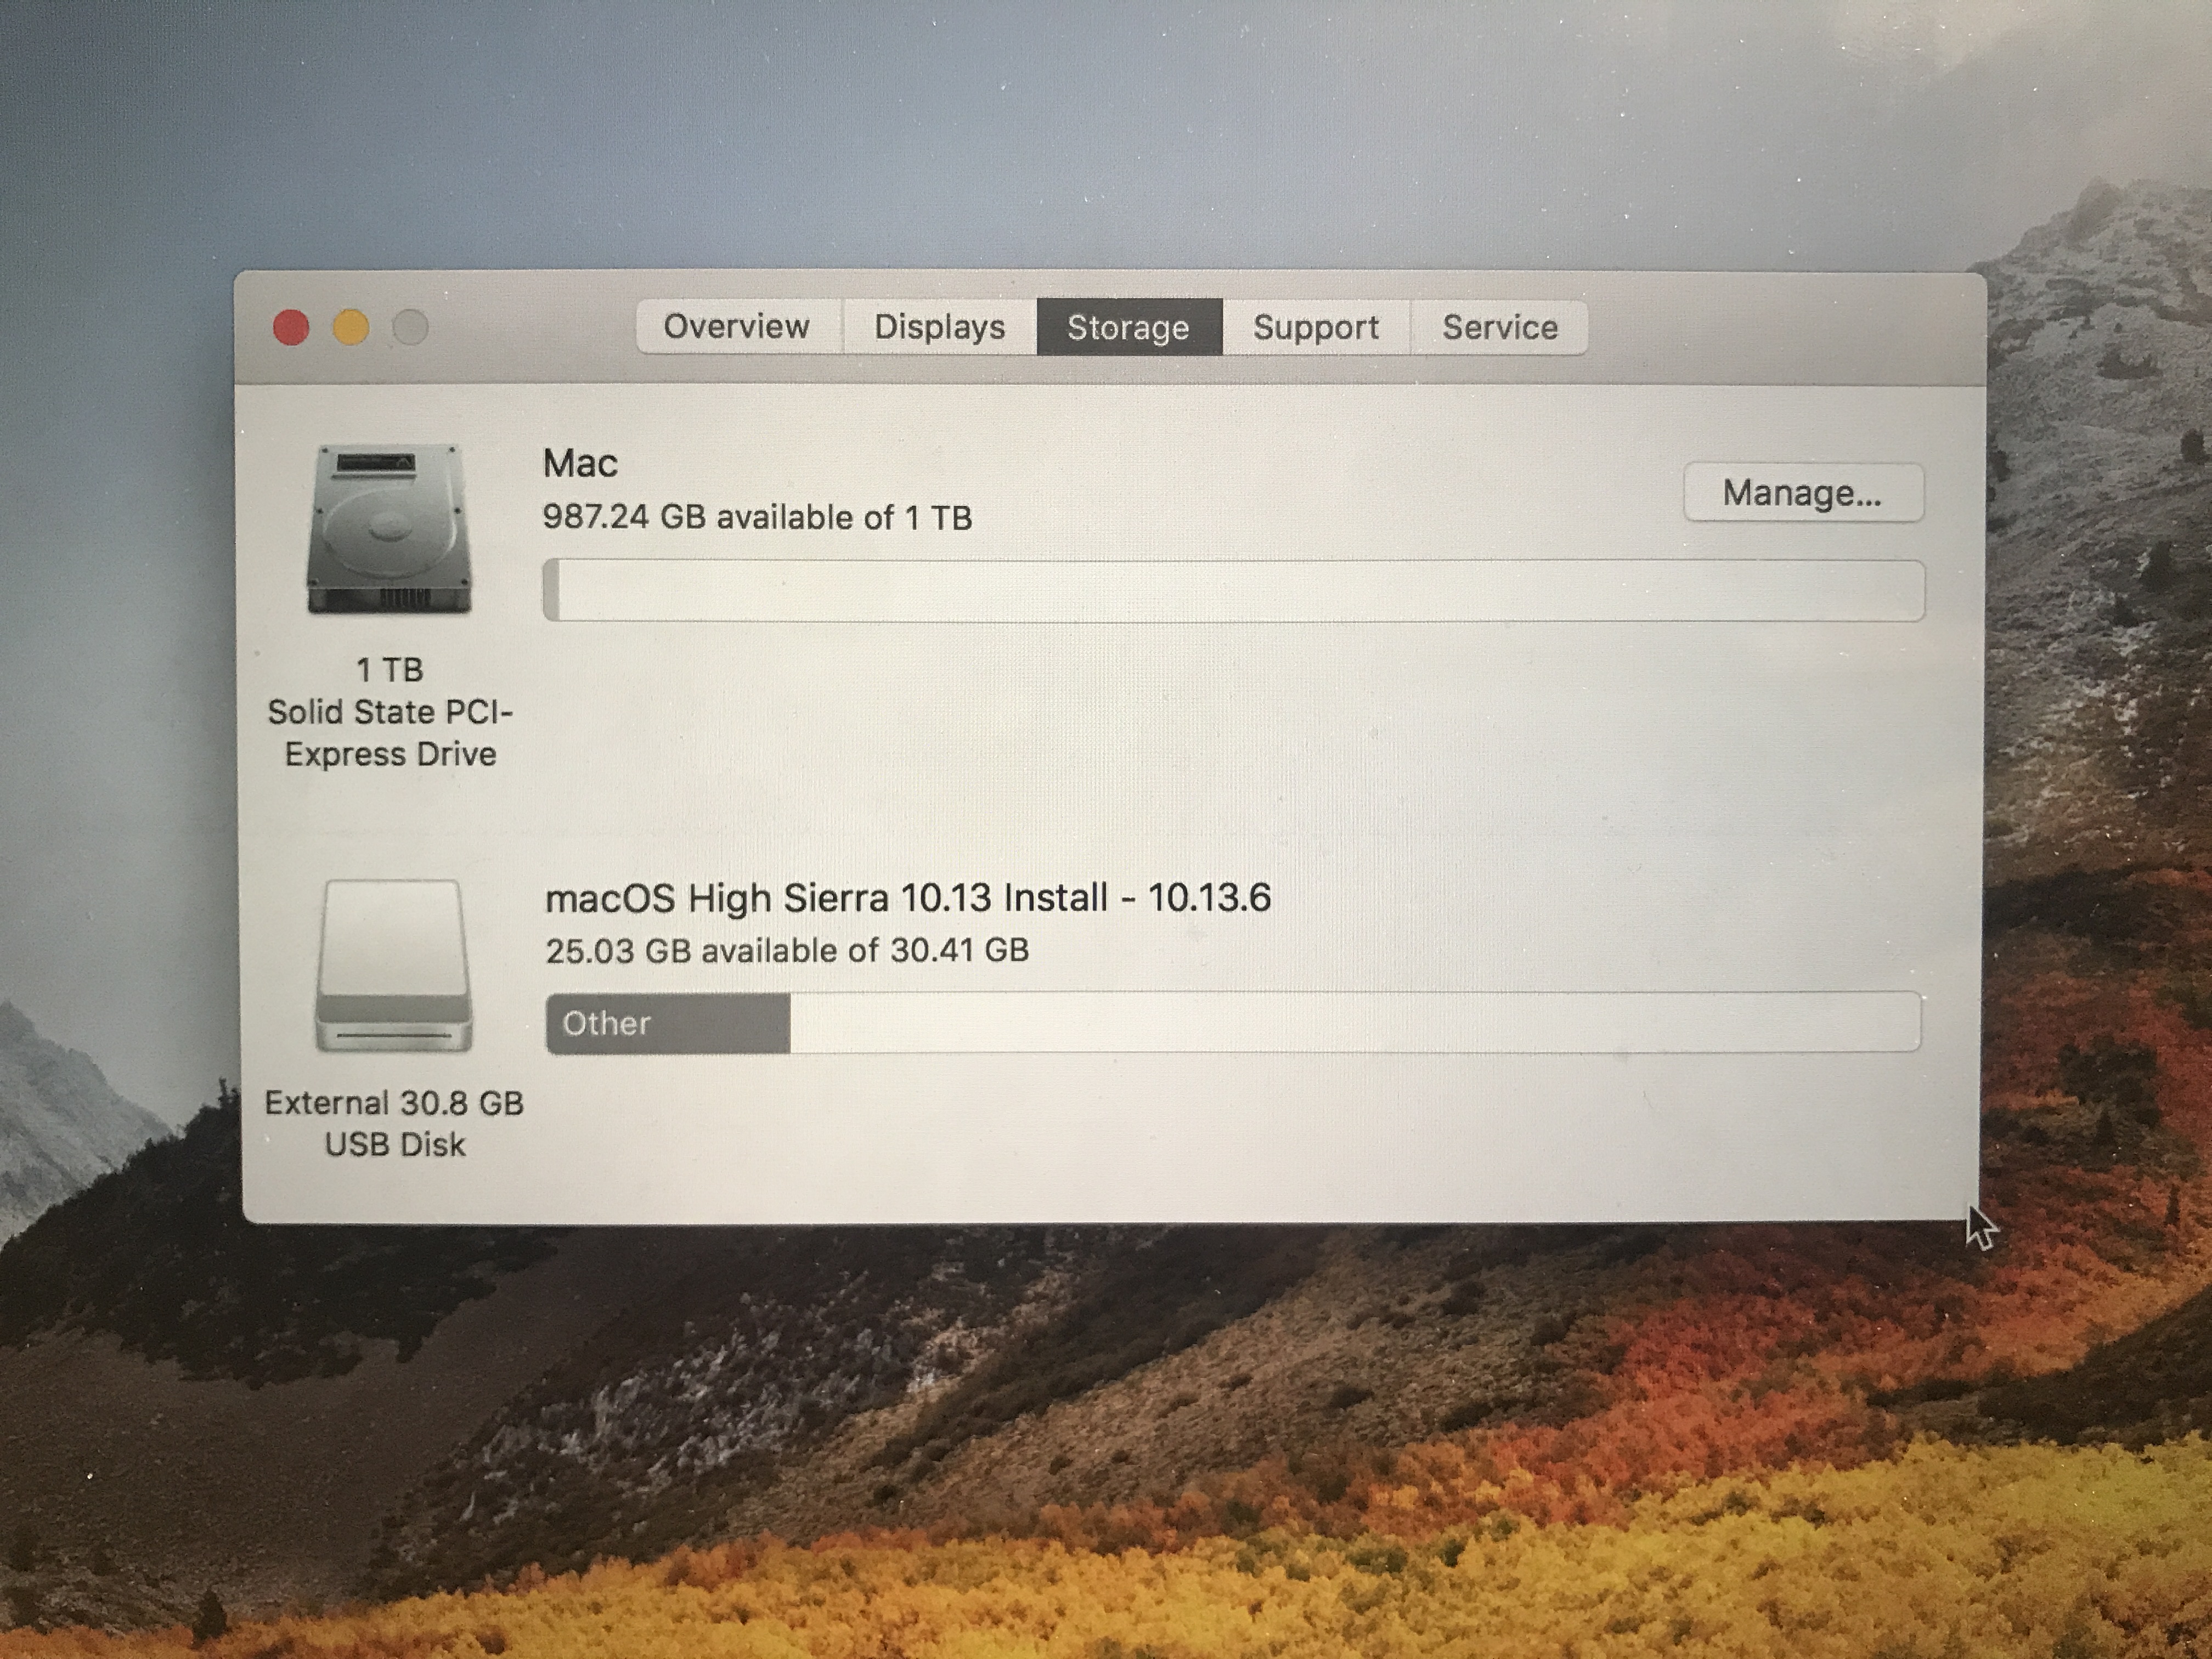 Overview Displays Storage Support Service
Mac
987.24 GB available of 1 TB
Manage...
1 TB
Solid State PCI-
Express Drive
macOS High Sierra 10.13 Install - 10.13.6
25.03 GB available of 30.41 GB
Other
External 30.8 GB
USB Disk